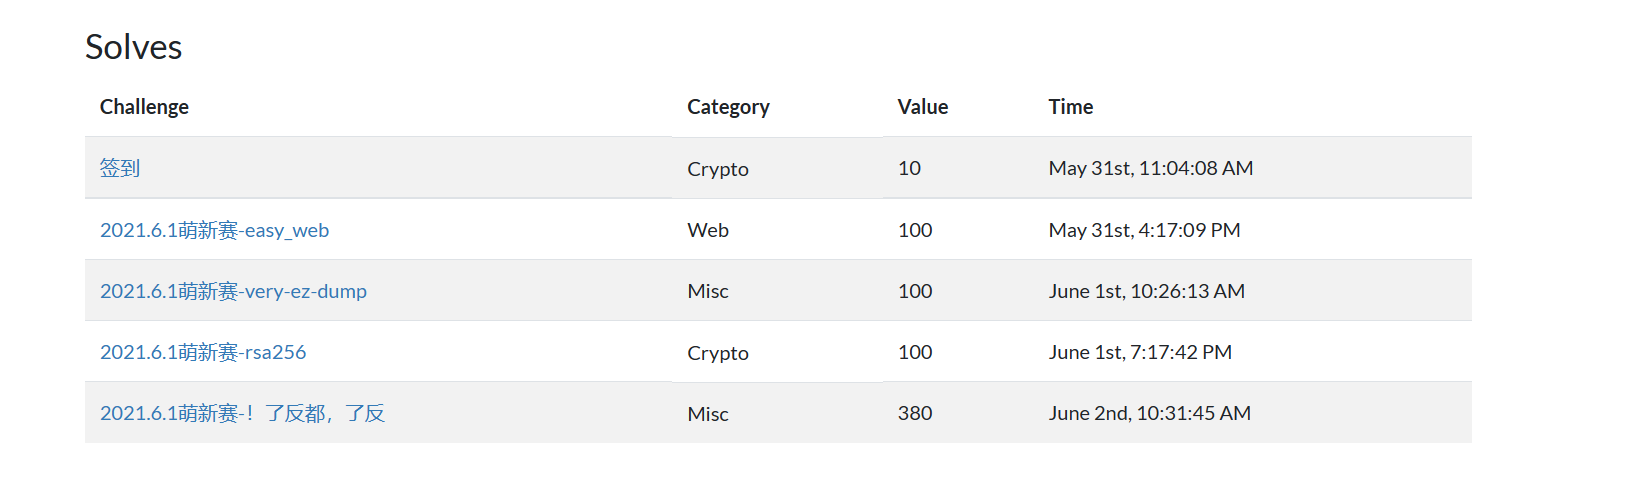 Solves
Challenge Category Value Time
签到 Crypto 10 May 31st, 11:04:08 AM
2021.6.1萌新赛-easy_web Web 100 May 31st, 4:17:09 PM
2021.6.1萌新赛-very-ez-dump Misc 100 June 1st, 10:26:13 AM
2021.6.1萌新赛-rsa256 Crypto 100 June 1st, 7:17:42 PM
2021.6.1萌新赛-！了反都，了反 Misc 380 June 2nd, 10:31:45 AM